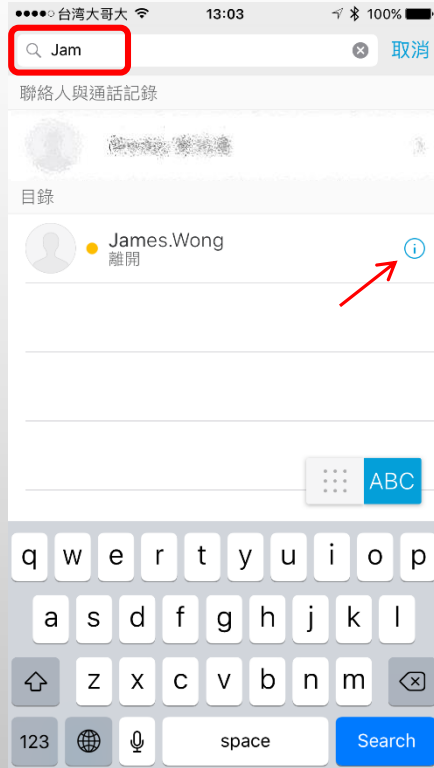 台湾大哥大 13:03 100%
Jam 取消
聯絡人與通話記錄
目錄
James.Wong
離開
ABC
q w e r t y u i o p
a s d f g h j k l
z x c v b n m
123 space Search